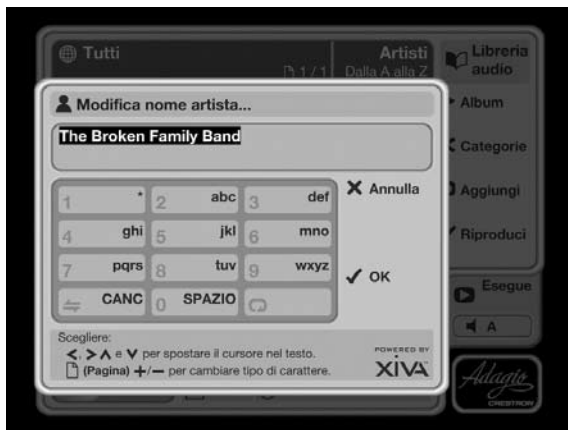 Tutti
Artisti
1/1
Dalla A alla Z
Libreria
audio
Album
Categorie
Aggiungi
Riproduci
Esegue
A
Modifica nome artista...
The Broken Family Band
1 *
2 abc
3 def
4 ghi
5 jkl
6 mno
7 pqrs
8 tuv
9 wxyz
CANC
0 SPAZIO
Annulla
OK
Scegliere:
<, > ∧ e ∨ per spostare il cursore nel testo.
(Pagina) +/− per cambiare tipo di carattere.
POWERED BY
XiVA
Adagio
CRESTRON